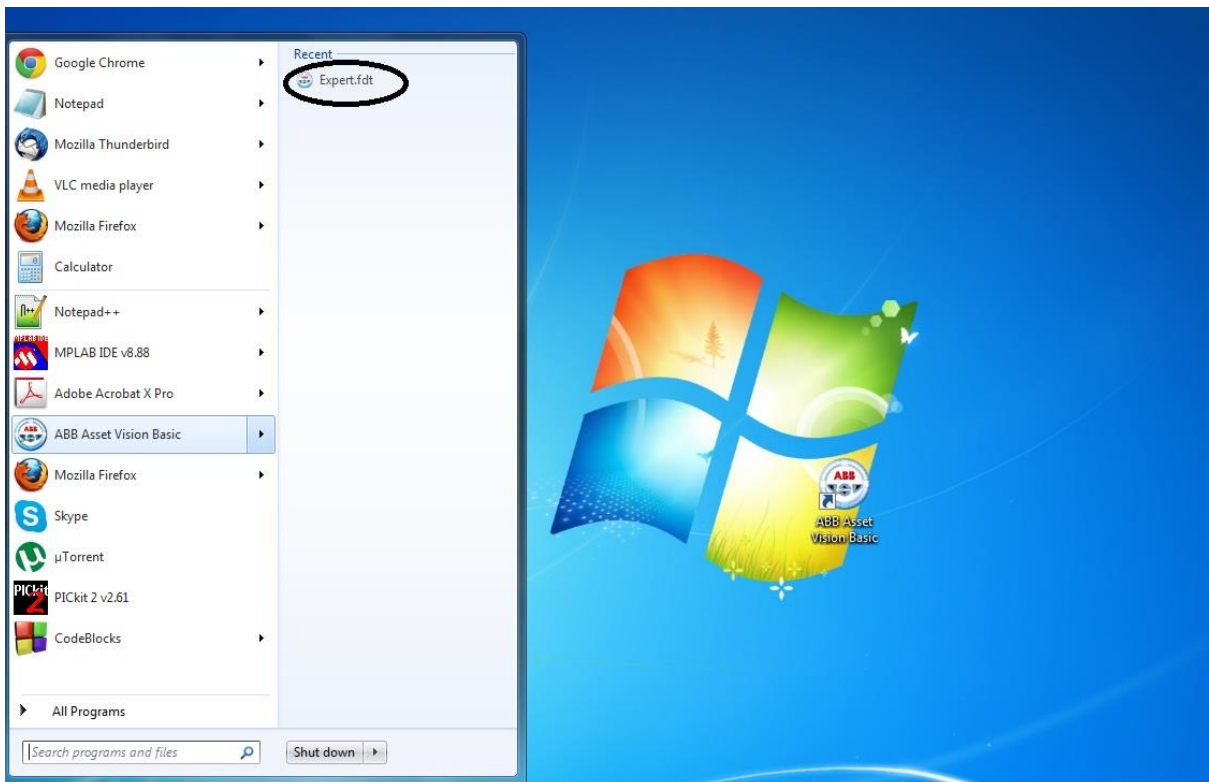 Google Chrome
Notepad
Mozilla Thunderbird
VLC media player
Mozilla Firefox
Calculator
Notepad++
MPLAB IDE v8.88
Adobe Acrobat X Pro
ABB Asset Vision Basic
Mozilla Firefox
Skype
µTorrent
PICkit 2 v2.61
CodeBlocks
All Programs
Search programs and files
Shut down
Recent
Expert.fdt
ABB
ABB Asset
Vision Basic